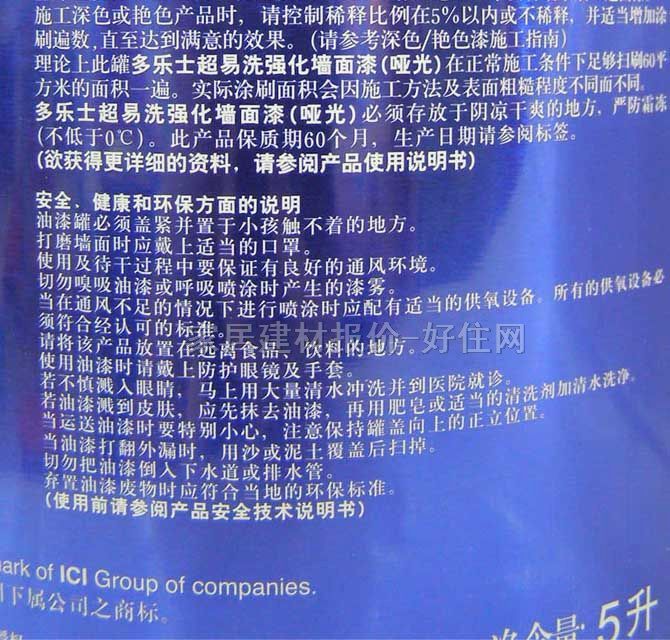 施工深色或艳色产品时，请控制稀释比例在5%以内或不稀释，并适当增加涂
刷遍数，直至达到满意的效果。(请参考深色/艳色漆施工指南)
理论上此罐多乐士超易洗强化墙面漆(哑光)在正常施工条件下足够扫刷60平
方米的面积一遍。实际涂刷面积会因施工方法及表面粗糙程度不同而不同。
多乐士超易洗强化墙面漆(哑光)必须存放于阴凉干爽的地方，严防霜冻
(不低于0℃)。此产品保质期60个月，生产日期请参阅标签。
(欲获得更详细的资料，请参阅产品使用说明书)
安全、健康和环保方面的说明
油漆罐必须盖紧并置于小孩触不着的地方。
打磨墙面时应戴上适当的口罩。
使用及待干过程中要保证有良好的通风环境。
切勿嗅吸油漆或呼吸喷涂时产生的漆雾。
当在通风不足的情况下进行喷涂时应配有适当的供氧设备。所有的供氧设备必
须符合经认可的标准。
请将该产品放置在远离食品、饮料的地方。
使用油漆时请戴上防护眼镜及手套。
若不慎溅入眼睛，马上用大量清水冲洗并到医院就诊。
若油漆溅到皮肤，应先抹去油漆，再用肥皂或适当的清洗剂加清水洗净。
当运送油漆时要特别小心，注意保持罐盖向上的正立位置。
当油漆打翻外漏时，用沙或泥土覆盖后扫掉。
切勿把油漆倒入下水道或排水管。
弃置油漆废物时应符合当地的环保标准。
(使用前请参阅产品安全技术说明书)
家居建材报价-好住网
ark of ICI Group of companies.
下属公司之商标。
净含量: 5升